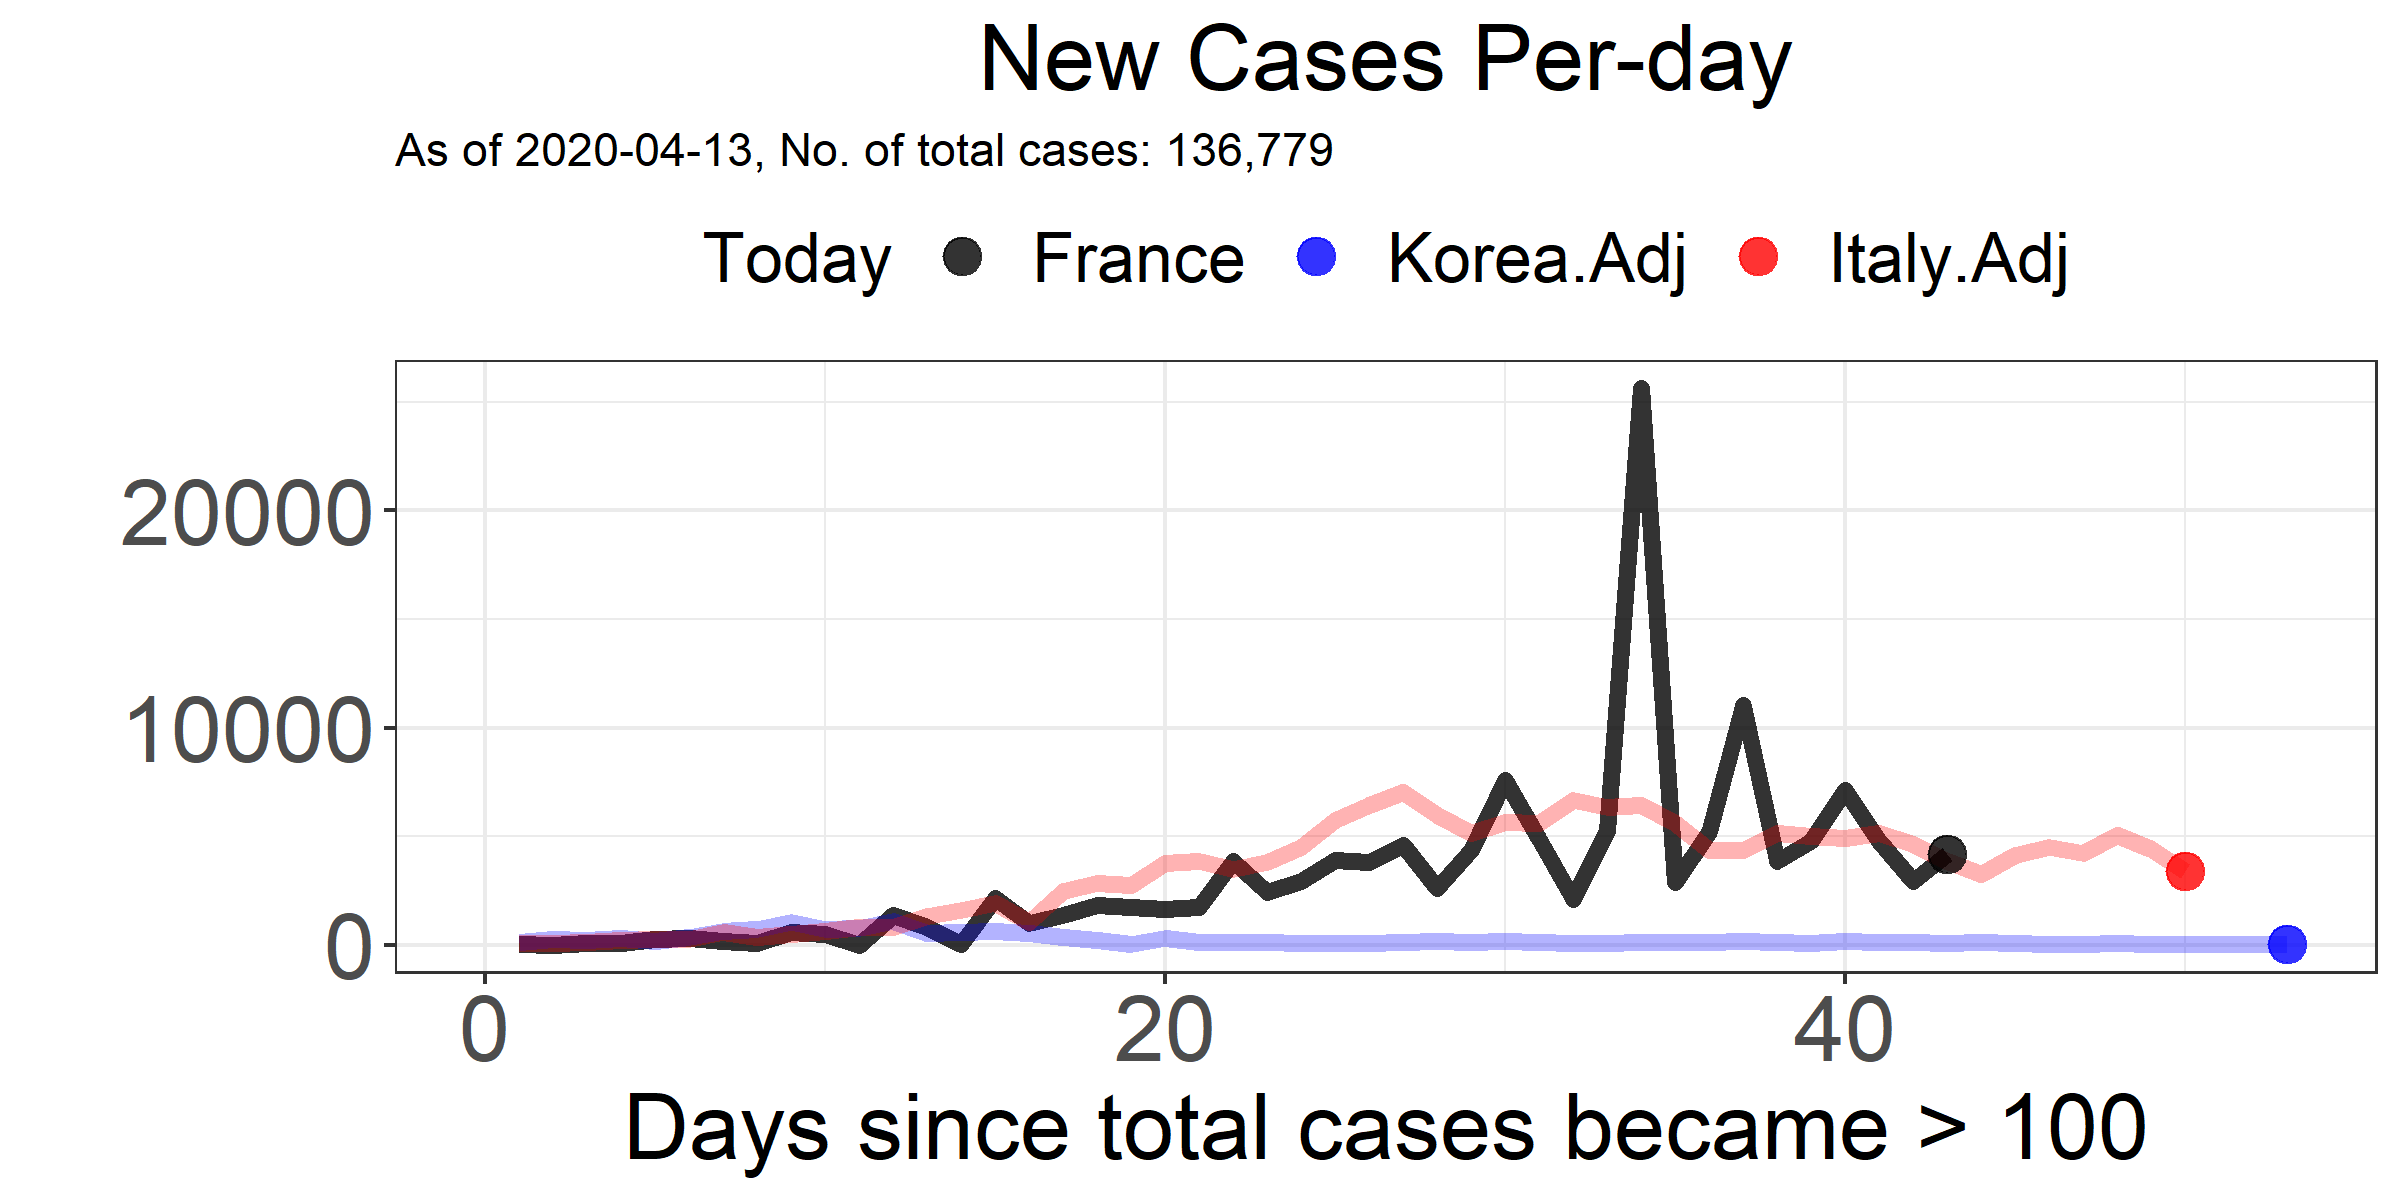 New Cases Per-day
As of 2020-04-13, No. of total cases: 136,779
Today France Korea.Adj Italy.Adj
20000
10000
0
0 20 40
Days since total cases became > 100